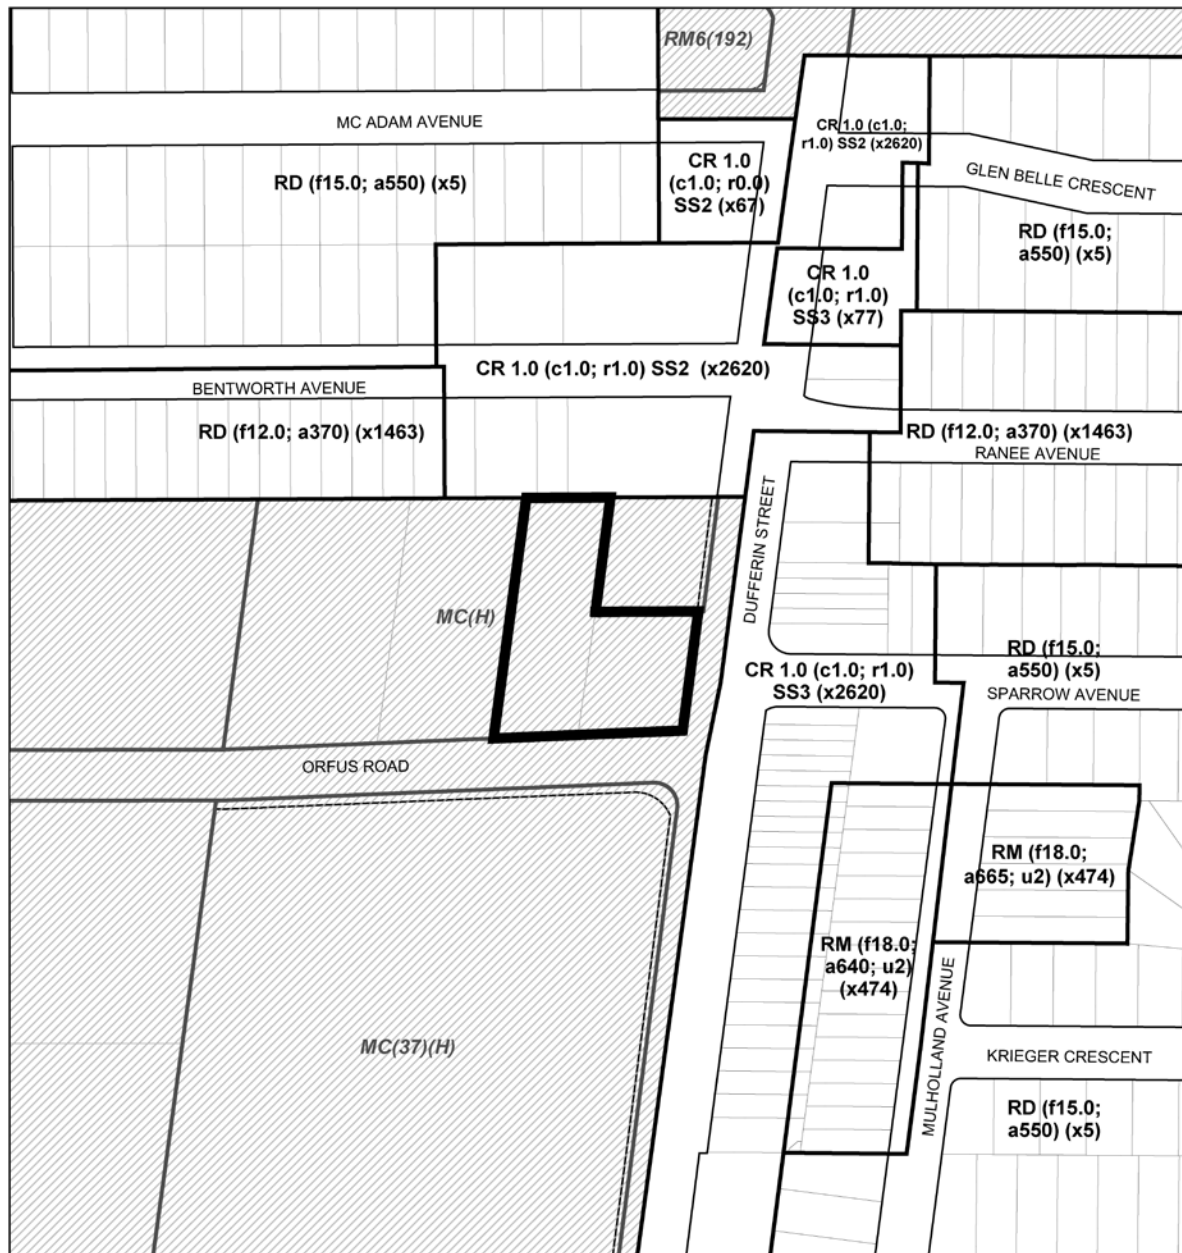 RM6(192)
MC ADAM AVENUE
CR 1.0 (c1.0;
r1.0) SS2 (x2620)
CR 1.0
(c1.0; r0.0)
SS2 (x67)
RD (f15.0; a550) (x5)
GLEN BELLE CRESCENT
RD (f15.0;
a550) (x5)
CR 1.0
(c1.0; r1.0)
SS3 (x77)
CR 1.0 (c1.0; r1.0) SS2 (x2620)
BENTWORTH AVENUE
RD (f12.0; a370) (x1463)
RD (f12.0; a370) (x1463)
RANEE AVENUE
DUFFERIN STREET
MC(H)
RD (f15.0;
a550) (x5)
CR 1.0 (c1.0; r1.0)
SS3 (x2620)
SPARROW AVENUE
ORFUS ROAD
RM (f18.0;
a665; u2) (x474)
RM (f18.0;
a640; u2)
(x474)
MULHOLLAND AVENUE
MC(37)(H)
KRIEGER CRESCENT
RD (f15.0;
a550) (x5)